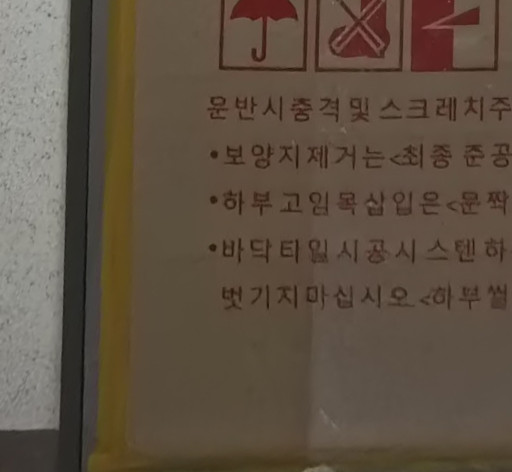 문반시충격및 스크레치주
•보양지제거는<최종 준공
•하부고임목삽입은<문짝
•바닥타일시공시 스텐하
벗기지마십시오<하부씰